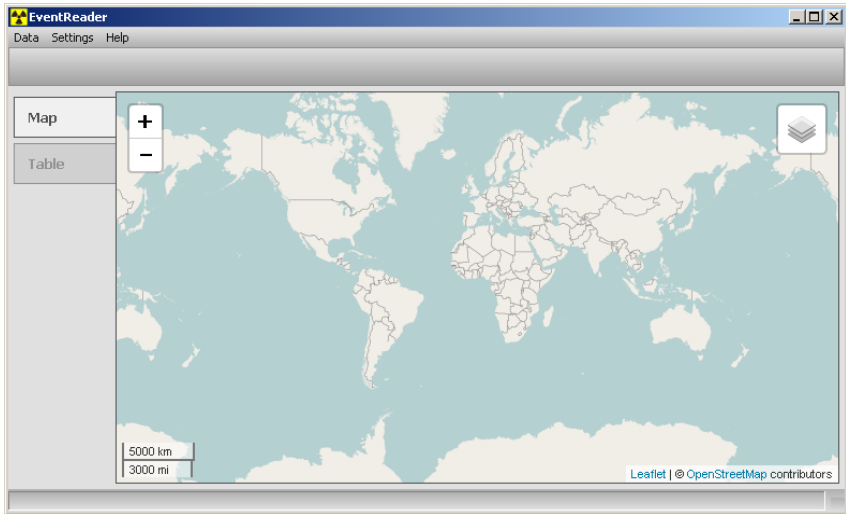 EventReader
Data Settings Help
Map
Table
+
−
5000 km
3000 mi
Leaflet | © OpenStreetMap contributors